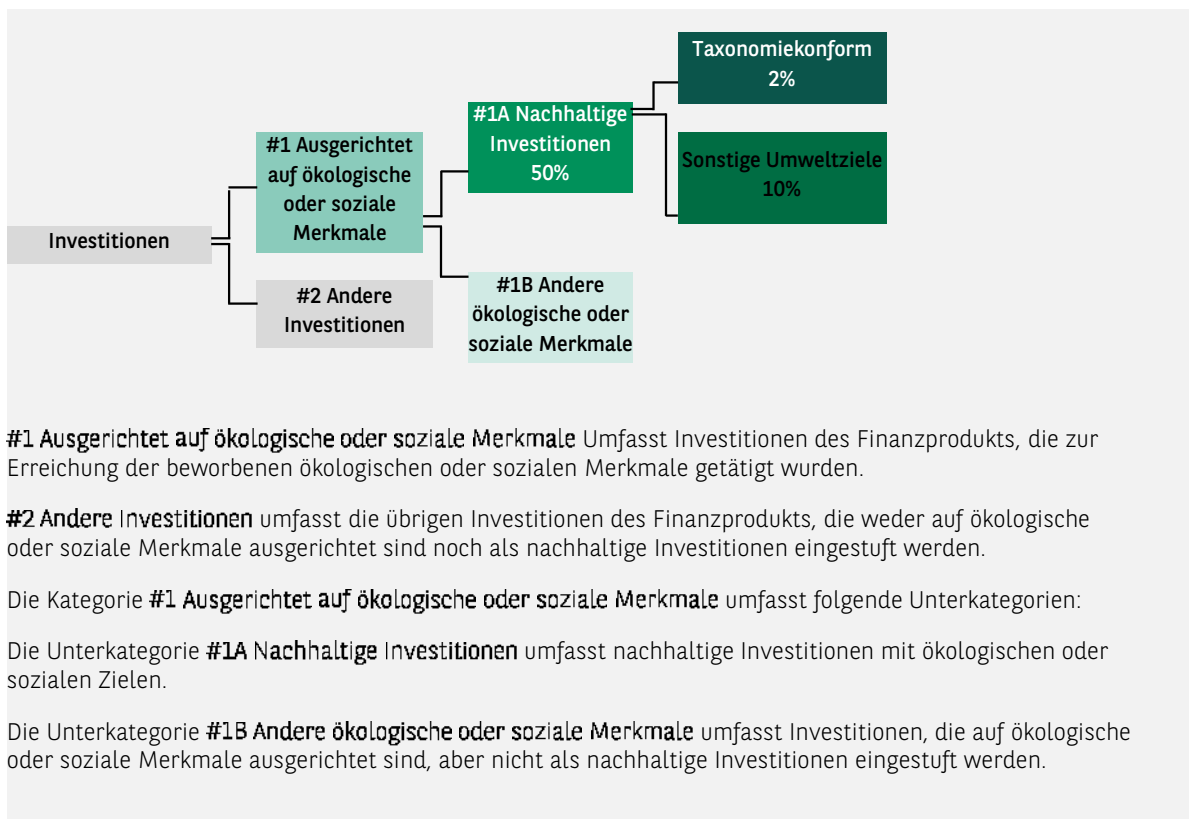 Taxonomiekonform
2%
#1A Nachhaltige
Investitionen
50%
#1 Ausgerichtet
auf ökologische
oder soziale
Merkmale
Sonstige Umweltziele
10%
Investitionen
#2 Andere
Investitionen
#1B Andere
ökologische oder
soziale Merkmale
#1 Ausgerichtet auf ökologische oder soziale Merkmale Umfasst Investitionen des Finanzprodukts, die zur
Erreichung der beworbenen ökologischen oder sozialen Merkmale getätigt wurden.
#2 Andere Investitionen umfasst die übrigen Investitionen des Finanzprodukts, die weder auf ökologische
oder soziale Merkmale ausgerichtet sind noch als nachhaltige Investitionen eingestuft werden.
Die Kategorie #1 Ausgerichtet auf ökologische oder soziale Merkmale umfasst folgende Unterkategorien:
Die Unterkategorie #1A Nachhaltige Investitionen umfasst nachhaltige Investitionen mit ökologischen oder
sozialen Zielen.
Die Unterkategorie #1B Andere ökologische oder soziale Merkmale umfasst Investitionen, die auf ökologische
oder soziale Merkmale ausgerichtet sind, aber nicht als nachhaltige Investitionen eingestuft werden.